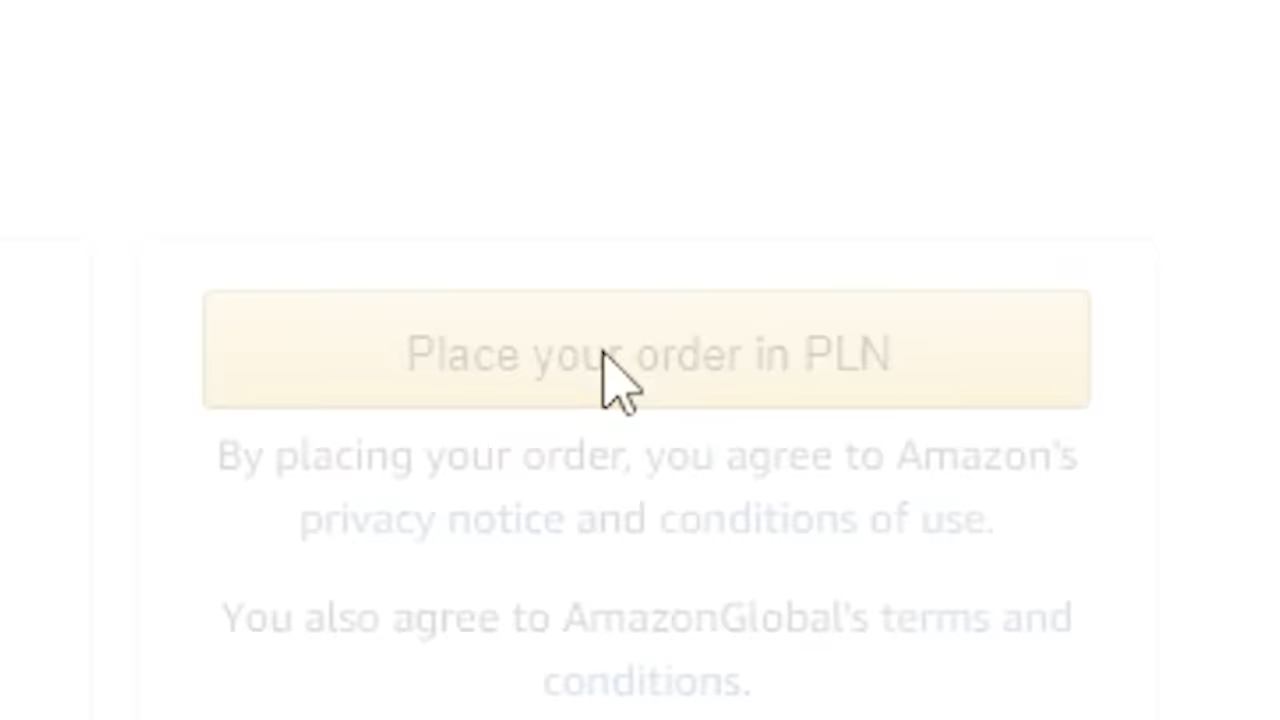 Place your order in PLN
By placing your order, you agree to Amazon's
privacy notice and conditions of use.
You also agree to AmazonGlobal's terms and
conditions.